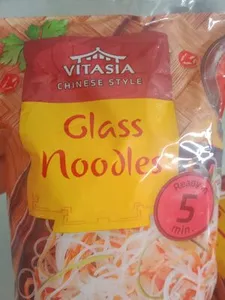 VITASIA
CHINESE STYLE
Glass
Noodles
Ready
5
min